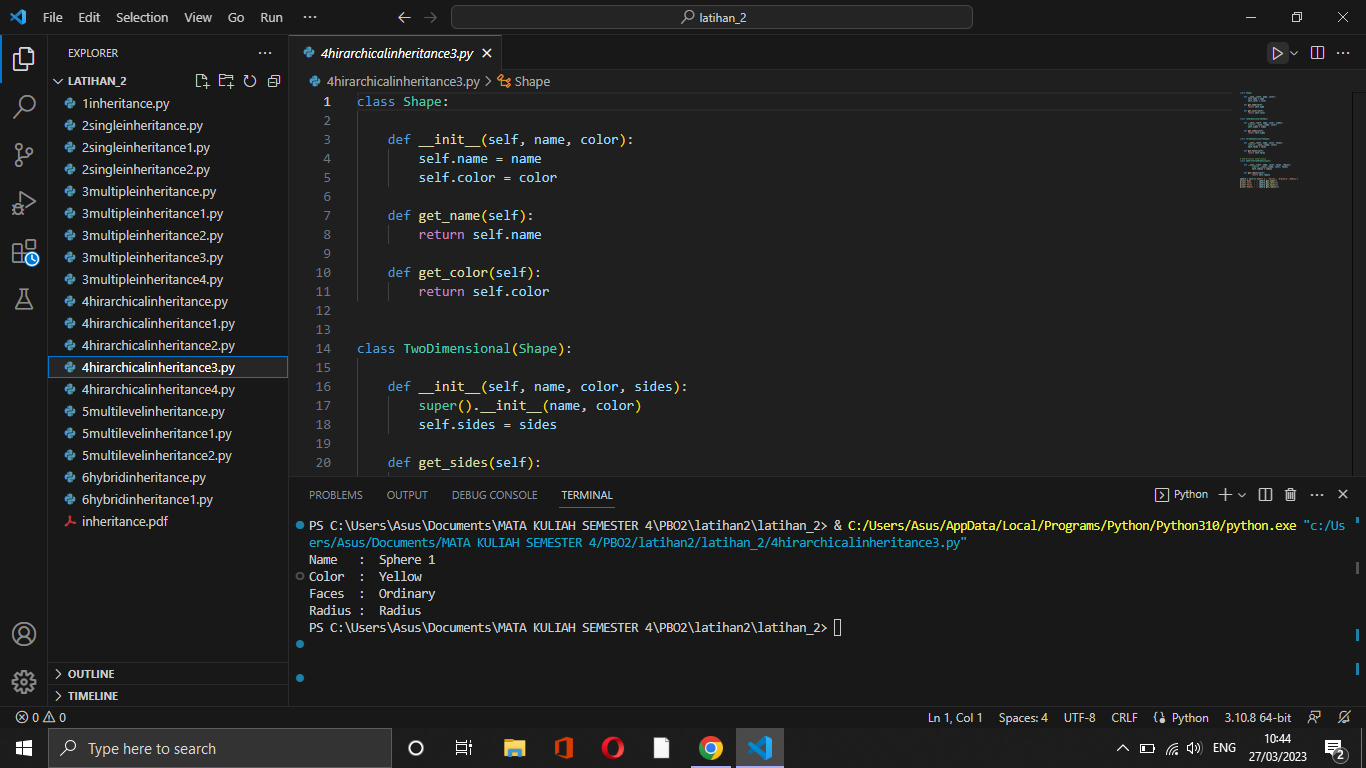 File Edit Selection View Go Run ··· latihan_2
EXPLORER ···
LATIHAN_2
1inheritance.py
2singleinheritance.py
2singleinheritance1.py
2singleinheritance2.py
3multipleinheritance.py
3multipleinheritance1.py
3multipleinheritance2.py
3multipleinheritance3.py
3multipleinheritance4.py
4hirarchicalinheritance.py
4hirarchicalinheritance1.py
4hirarchicalinheritance2.py
4hirarchicalinheritance3.py
4hirarchicalinheritance4.py
5multilevelinheritance.py
5multilevelinheritance1.py
5multilevelinheritance2.py
6hybridinheritance.py
6hybridinheritance1.py
inheritance.pdf
OUTLINE
TIMELINE
4hirarchicalinheritance3.py
4hirarchicalinheritance3.py > Shape
1 class Shape:
2
3     def __init__(self, name, color):
4         self.name = name
5         self.color = color
6
7     def get_name(self):
8         return self.name
9
10     def get_color(self):
11         return self.color
12
13
14 class TwoDimensional(Shape):
15
16     def __init__(self, name, color, sides):
17         super().__init__(name, color)
18         self.sides = sides
19
20     def get_sides(self):
PROBLEMS OUTPUT DEBUG CONSOLE TERMINAL Python
PS C:\Users\Asus\Documents\MATA KULIAH SEMESTER 4\PBO2\latihan2\latihan_2> & C:/Users/Asus/AppData/Local/Programs/Python/Python310/python.exe "c:/Us
ers/Asus/Documents/MATA KULIAH SEMESTER 4/PBO2/latihan2/latihan_2/4hirarchicalinheritance3.py"
Name   :  Sphere 1
Color  :  Yellow
Faces  :  Ordinary
Radius :  Radius
PS C:\Users\Asus\Documents\MATA KULIAH SEMESTER 4\PBO2\latihan2\latihan_2>
0 0 Ln 1, Col 1 Spaces: 4 UTF-8 CRLF Python 3.10.8 64-bit
Type here to search
ENG
10:44
27/03/2023
2